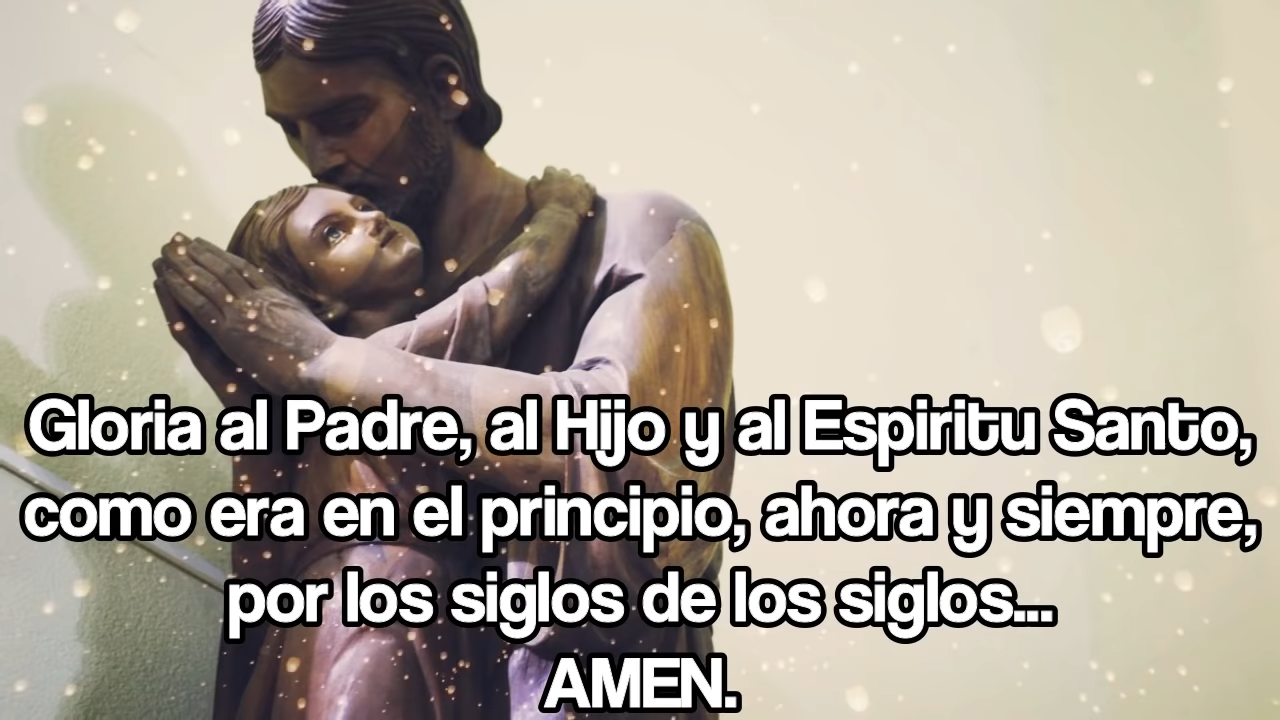 Gloria al Padre, al Hijo y al Espiritu Santo,
como era en el principio, ahora y siempre,
por los siglos de los siglos...
AMEN.